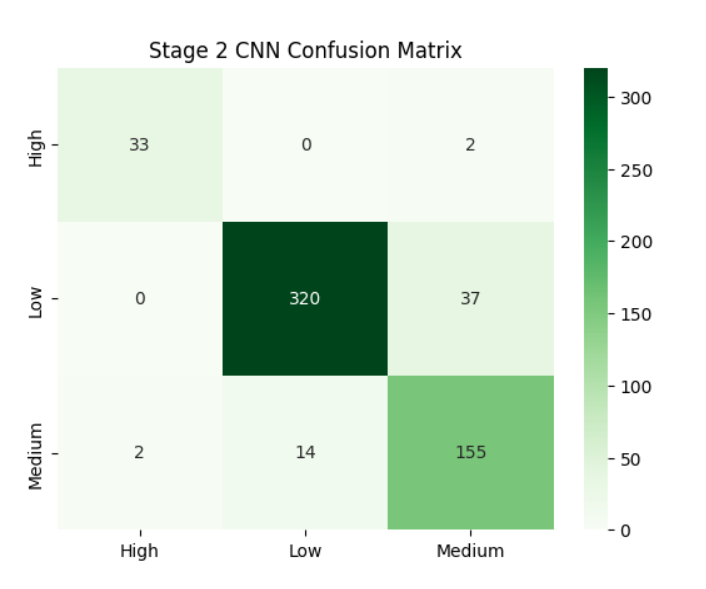 Stage 2 CNN Confusion Matrix
High 33 0 2
Low 0 320 37
Medium 2 14 155
High Low Medium
300
250
200
150
100
50
0